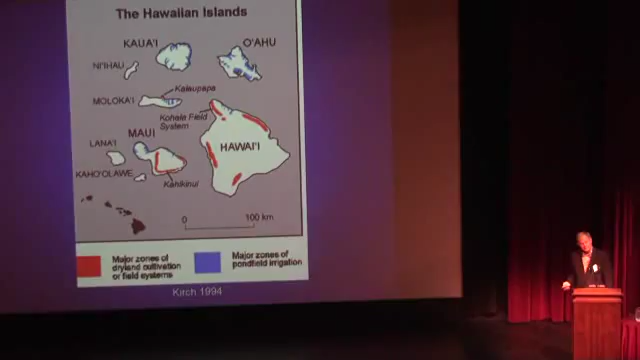 The Hawaiian Islands
KAUA'I
O'AHU
NI'IHAU
Kalaupapa
MOLOKA'I
Kohala Field
System
MAUI
LANA'I
HAWAI'I
KAHO'OLAWE
Kahikinui
0
100 km
Major zones of
dryland cultivation
or field systems
Major zones of
pondfield irrigation
Kirch 1994